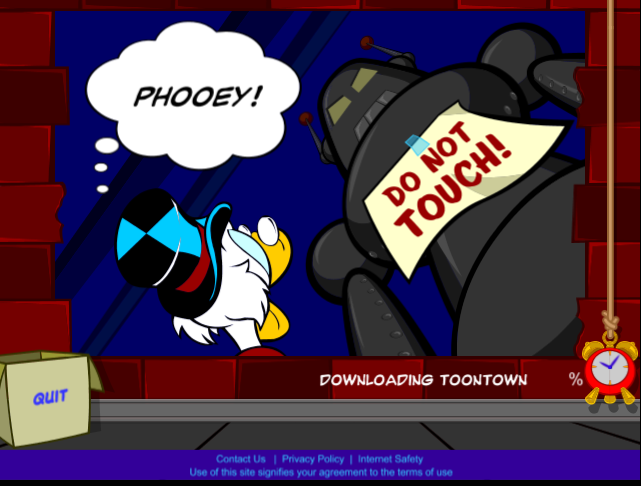 PHOOEY!
DO NOT
TOUCH!
QUIT
DOWNLOADING TOONTOWN %
Contact Us | Privacy Policy | Internet Safety
Use of this site signifies your agreement to the terms of use